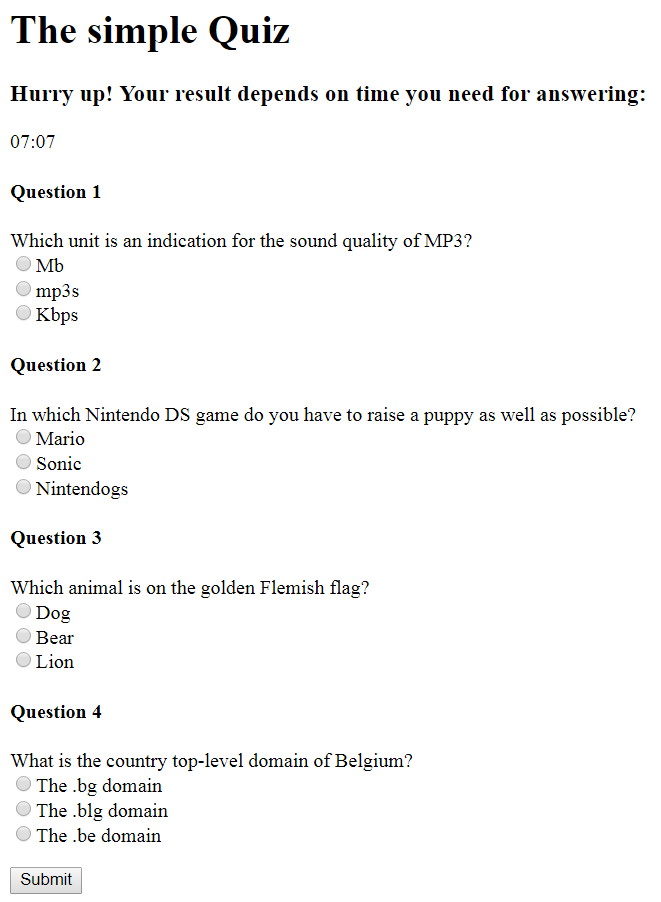 The simple Quiz
Hurry up! Your result depends on time you need for answering:
07:07
Question 1
Which unit is an indication for the sound quality of MP3?
Mb
mp3s
Kbps
Question 2
In which Nintendo DS game do you have to raise a puppy as well as possible?
Mario
Sonic
Nintendogs
Question 3
Which animal is on the golden Flemish flag?
Dog
Bear
Lion
Question 4
What is the country top-level domain of Belgium?
The .bg domain
The .blg domain
The .be domain
Submit